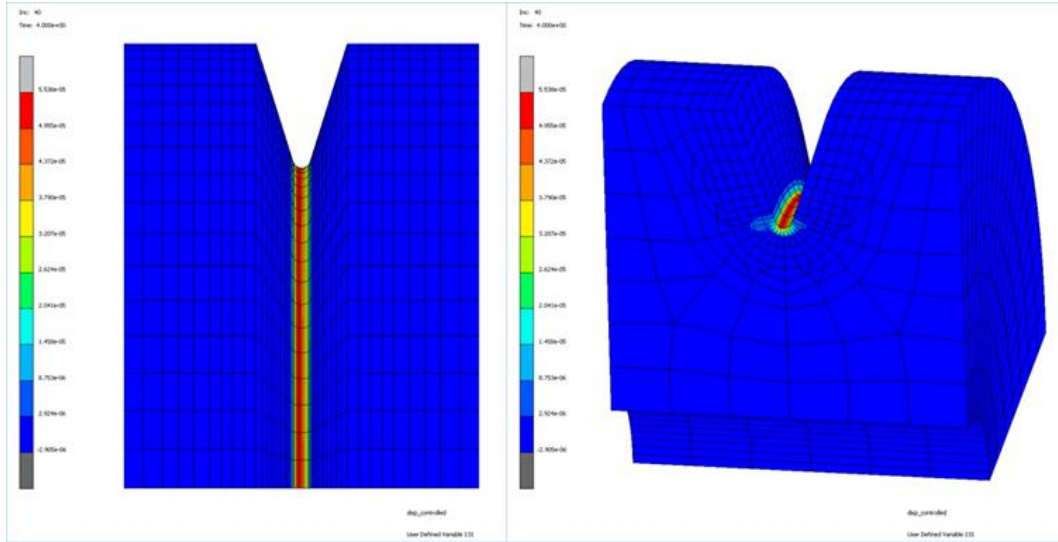 Inc: 40
Time: 4.000e+00
5.538e-05
4.955e-05
4.372e-05
3.790e-05
3.207e-05
2.624e-05
2.041e-05
1.458e-05
8.753e-06
2.924e-06
-2.905e-06
disp_controlled
User Defined Variable 131
Inc: 40
Time: 4.000e+00
5.538e-05
4.955e-05
4.372e-05
3.790e-05
3.207e-05
2.624e-05
2.041e-05
1.458e-05
8.753e-06
2.924e-06
-2.905e-06
disp_controlled
User Defined Variable 131